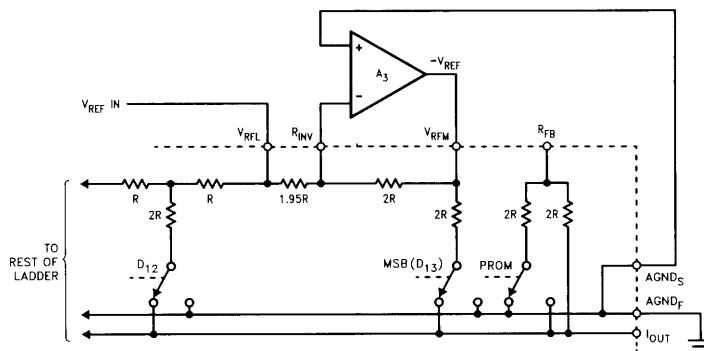 +
A3
−VREF
−
VREF IN
VRFL
RINV
VRFM
RFB
R
R
1.95R
2R
2R
2R
2R
2R
TO
REST OF
LADDER
D12
MSB(D13)
PROM
AGNDS
AGNDF
IOUT